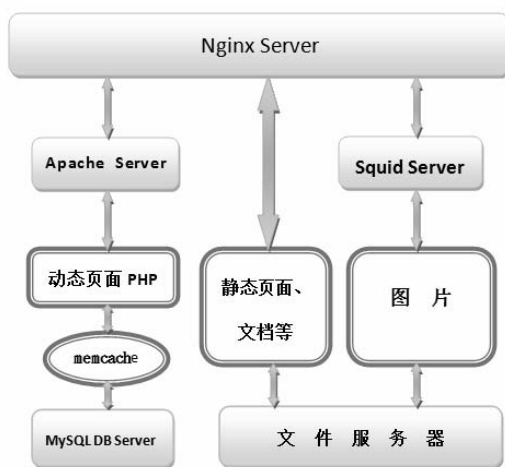 Nginx Server
Apache Server
Squid Server
动态页面 PHP
静态页面、
文档等
图 片
memcache
MySQL DB Server
文 件 服 务 器